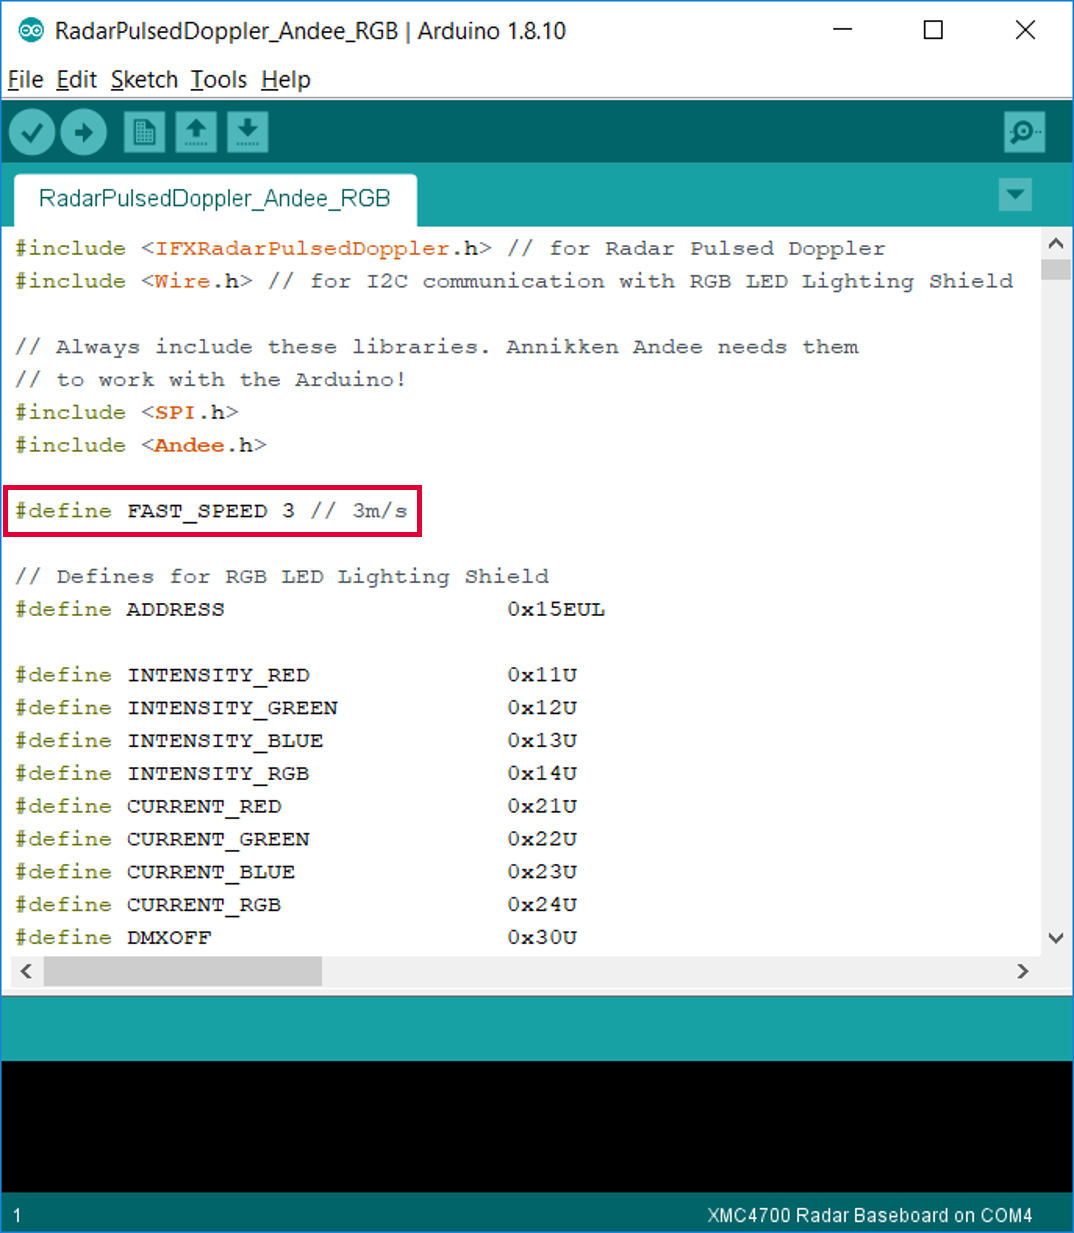 RadarPulsedDoppler_Andee_RGB | Arduino 1.8.10
File Edit Sketch Tools Help
RadarPulsedDoppler_Andee_RGB
#include <IFXRadarPulsedDoppler.h> // for Radar Pulsed Doppler
#include <Wire.h> // for I2C communication with RGB LED Lighting Shield
// Always include these libraries. Annikken Andee needs them
// to work with the Arduino!
#include <SPI.h>
#include <Andee.h>
#define FAST_SPEED 3 // 3m/s
// Defines for RGB LED Lighting Shield
#define ADDRESS 0x15EUL
#define INTENSITY_RED 0x11U
#define INTENSITY_GREEN 0x12U
#define INTENSITY_BLUE 0x13U
#define INTENSITY_RGB 0x14U
#define CURRENT_RED 0x21U
#define CURRENT_GREEN 0x22U
#define CURRENT_BLUE 0x23U
#define CURRENT_RGB 0x24U
#define DMXOFF 0x30U
1 XMC4700 Radar Baseboard on COM4